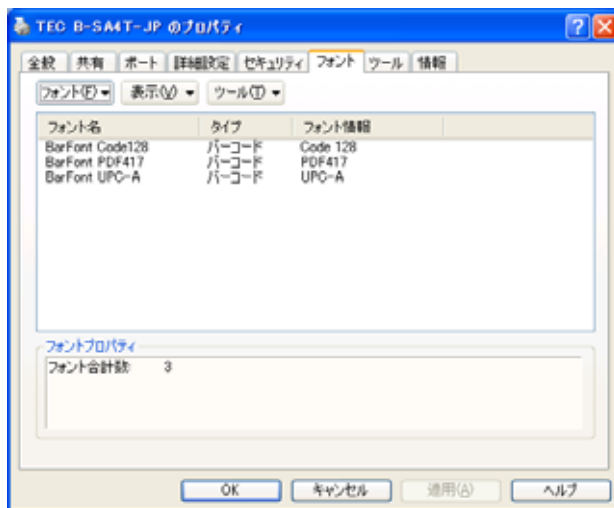 TEC B-SA4T-JP のプロパティ
全般 共有 ポート 詳細設定 セキュリティ フォント ツール 情報
フォント(F) 表示(V) ツール(T)
フォント名 タイプ フォント情報
BarFont Code128 バーコード Code 128
BarFont PDF417 バーコード PDF417
BarFont UPC-A バーコード UPC-A
フォントプロパティ
フォント合計数: 3
OK キャンセル 適用(A) ヘルプ